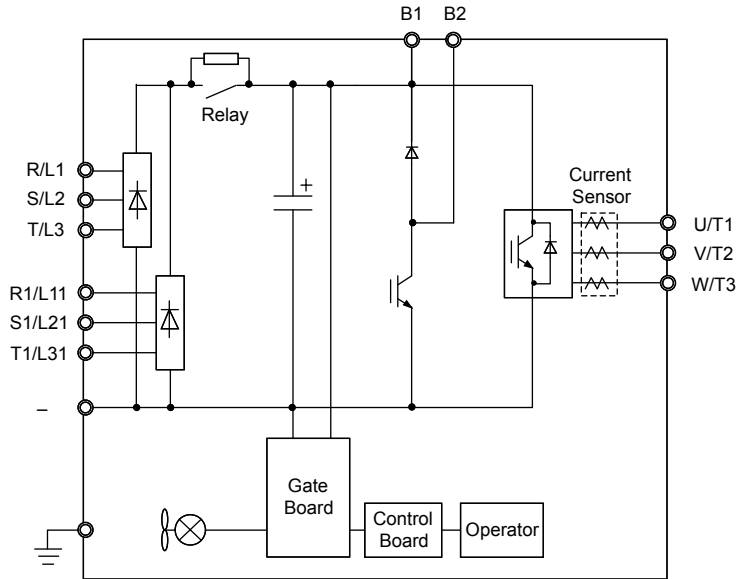 B1 B2
Relay
R/L1
S/L2
T/L3
+
Current
Sensor
U/T1
V/T2
W/T3
R1/L11
S1/L21
T1/L31
–
Gate
Board
Control
Board
Operator